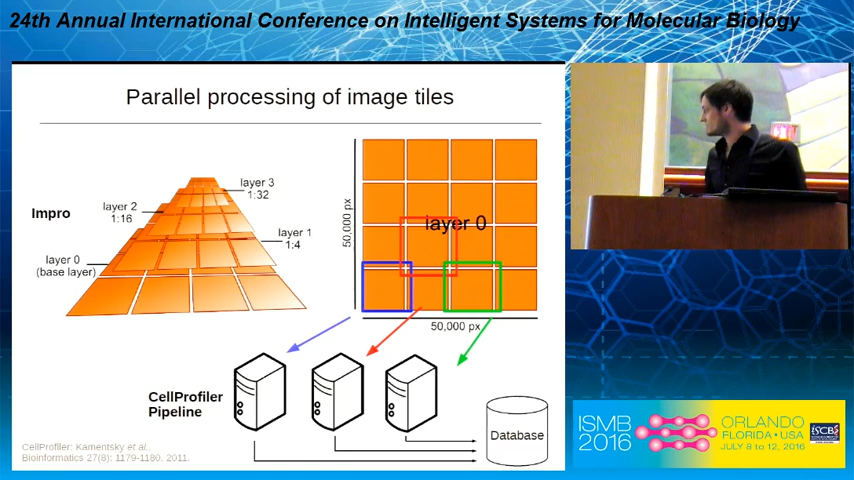 24th Annual International Conference on Intelligent Systems for Molecular Biology
Parallel processing of image tiles
Impro
layer 3
1:32
layer 2
1:16
layer 1
1:4
layer 0
(base layer)
50,000 px
layer 0
50,000 px
CellProfiler
Pipeline
Database
CellProfiler: Kamentsky et al.,
Bioinformatics 27(8): 1179-1180. 2011.
ISMB
2016
ORLANDO
FLORIDA • USA
JULY 8 to 12, 2016
ISCB